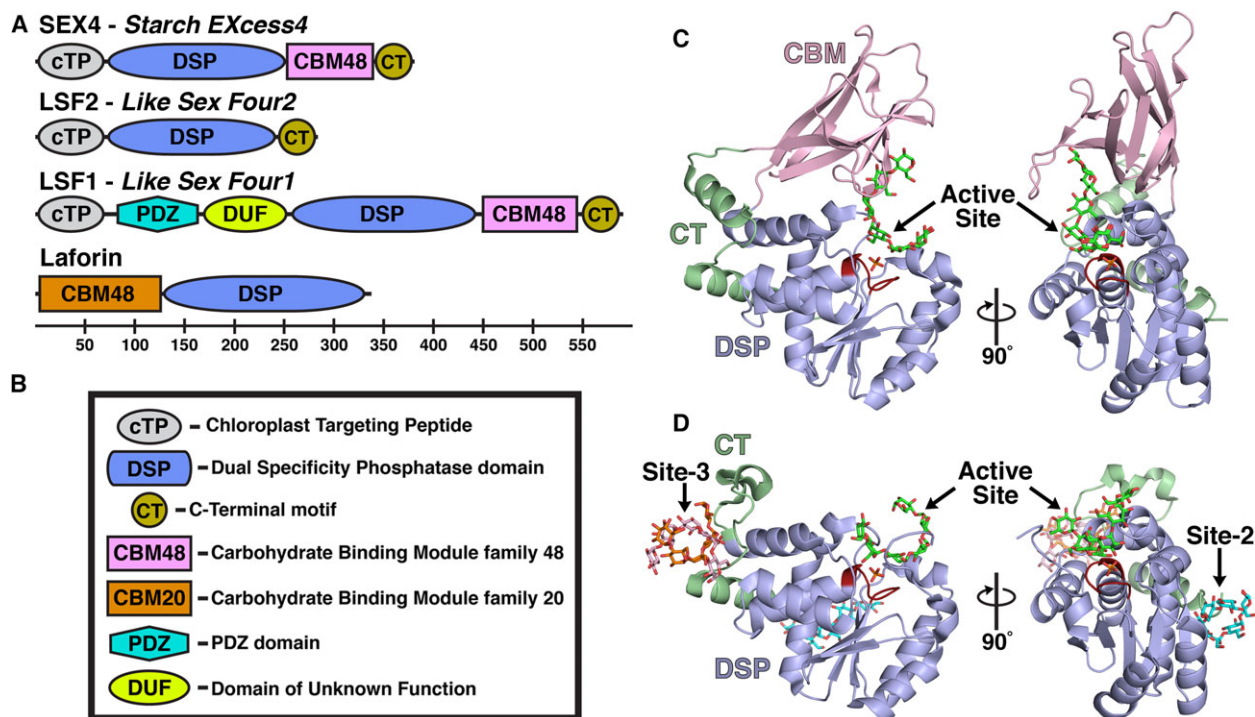 A
SEX4 - Starch EXcess4
cTP DSP CBM48 CT
LSF2 - Like Sex Four2
cTP DSP CT
LSF1 - Like Sex Four1
cTP PDZ DUF DSP CBM48 CT
Laforin
CBM48 DSP
50 100 150 200 250 300 350 400 450 500 550
B
cTP – Chloroplast Targeting Peptide
DSP – Dual Specificity Phosphatase domain
CT – C-Terminal motif
CBM48 – Carbohydrate Binding Module family 48
CBM20 – Carbohydrate Binding Module family 20
PDZ – PDZ domain
DUF – Domain of Unknown Function
C
CBM
Active
Site
CT
DSP
90°
D
CT
Site-3
Active
Site
Site-2
DSP
90°